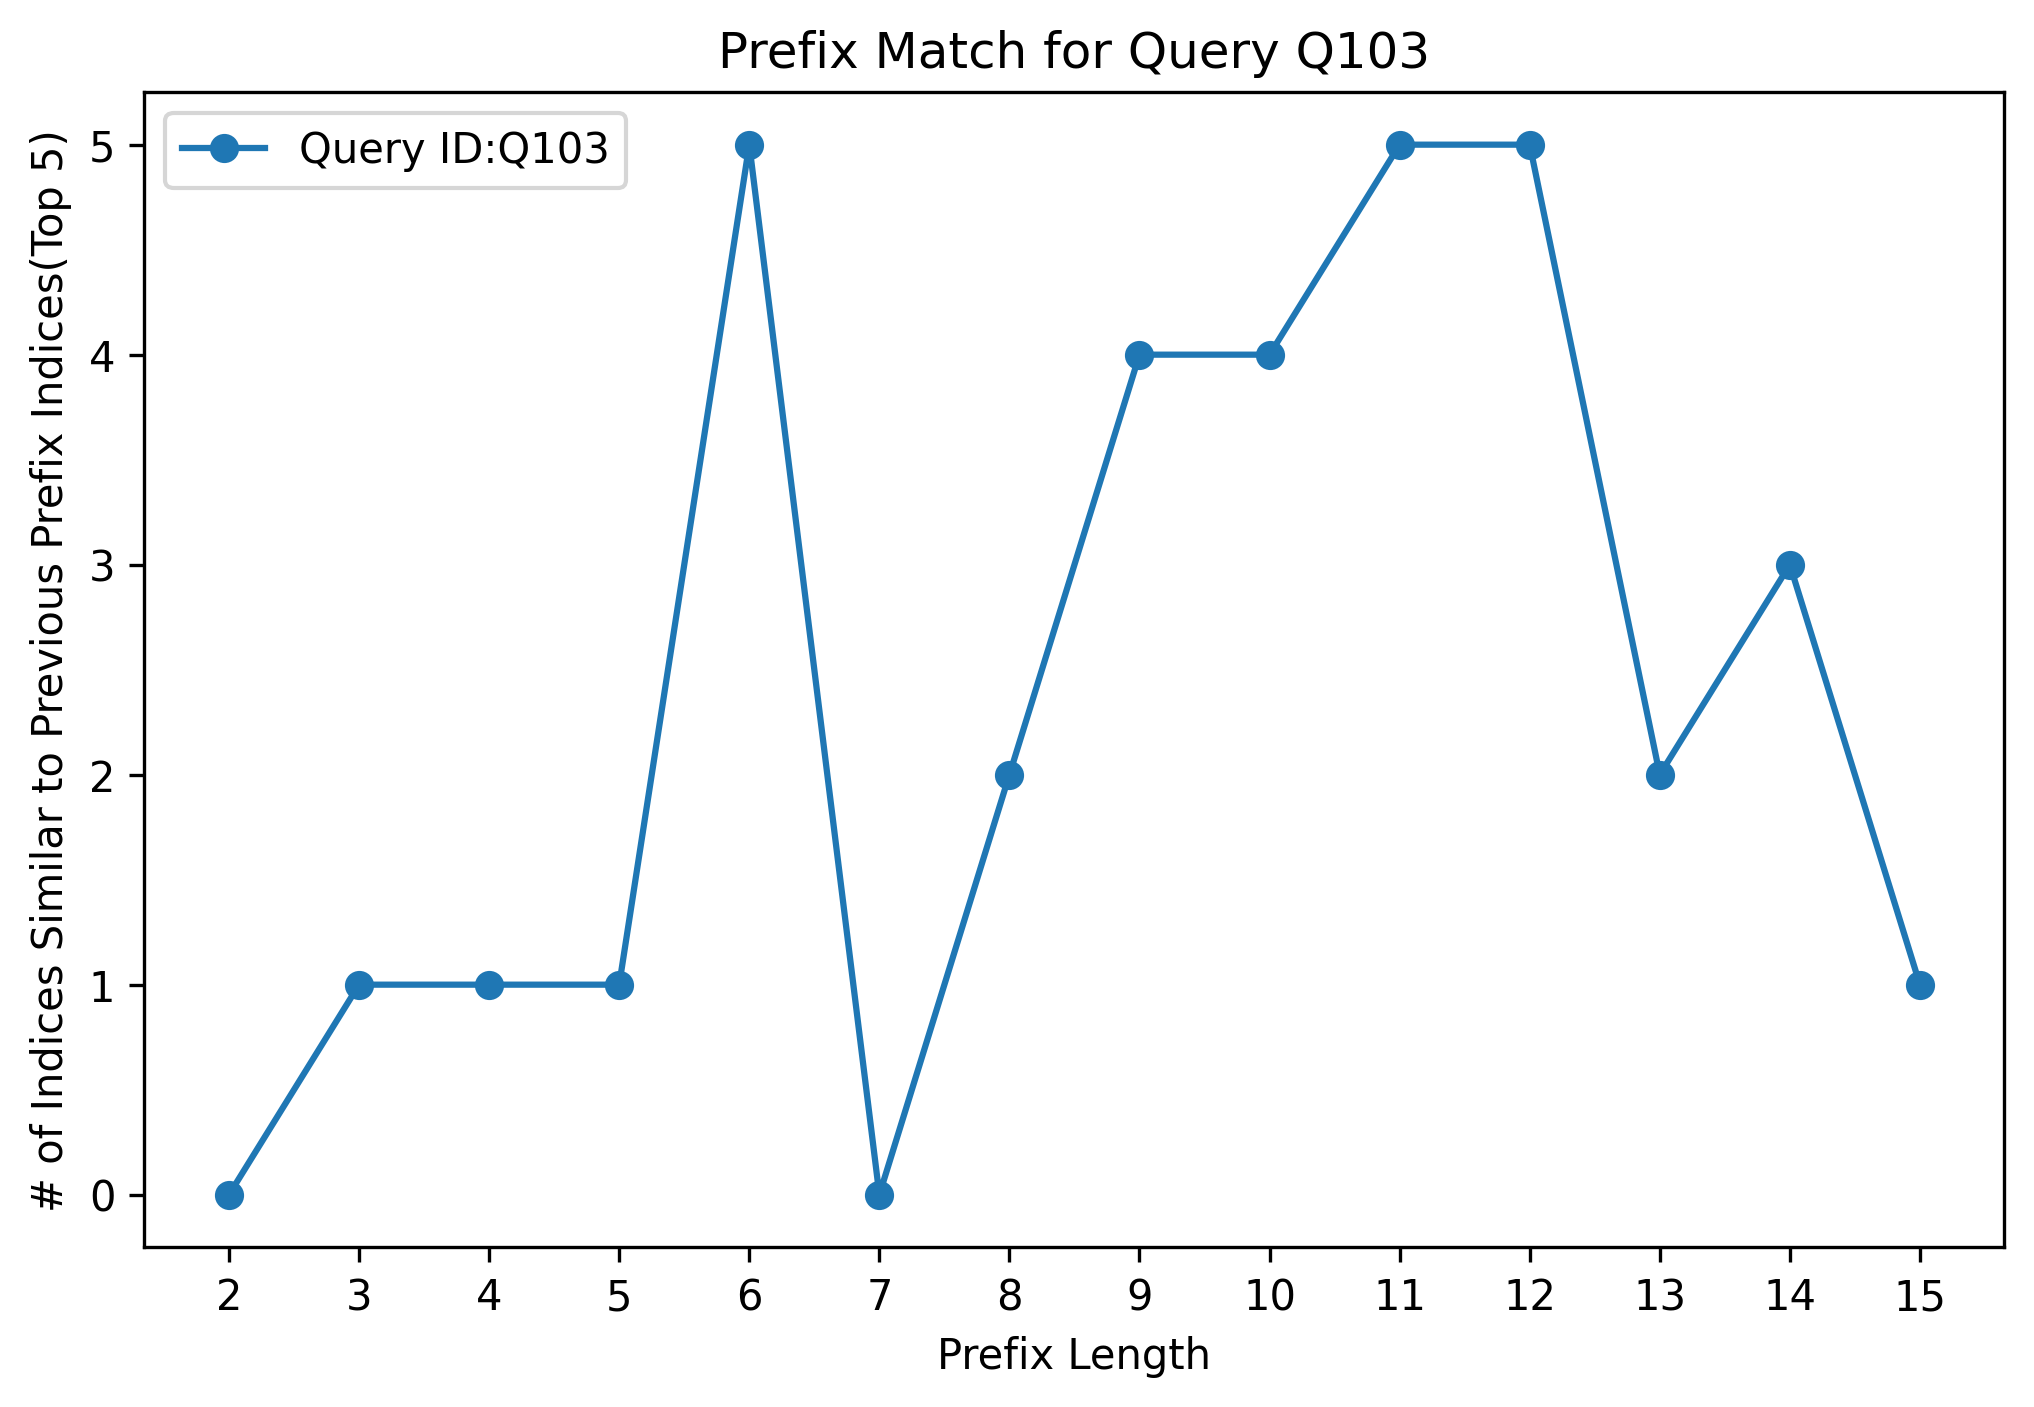 Prefix Match for Query Q103
Query ID:Q103
# of Indices Similar to Previous Prefix Indices(Top 5)
5
4
3
2
1
0
2 3 4 5 6 7 8 9 10 11 12 13 14 15
Prefix Length